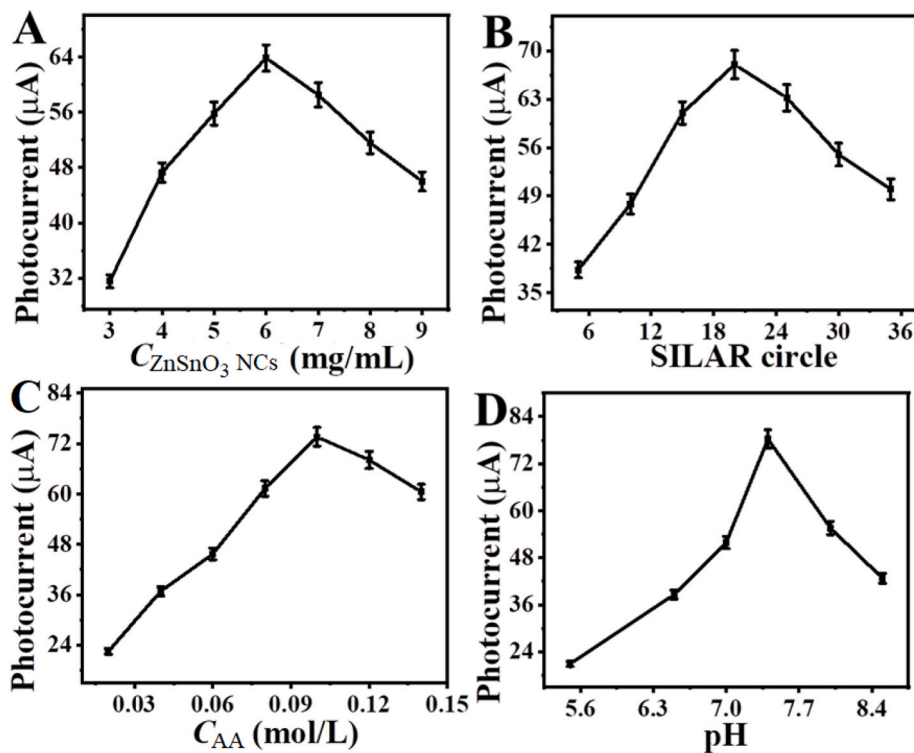 A
Photocurrent (μA)
64
56
48
40
32
3 4 5 6 7 8 9
CZnSnO3 NCs (mg/mL)
B
Photocurrent (μA)
70
63
56
49
42
35
6 12 18 24 30 36
SILAR circle
C
Photocurrent (μA)
84
72
60
48
36
24
0.03 0.06 0.09 0.12 0.15
CAA (mol/L)
D
Photocurrent (μA)
84
72
60
48
36
24
5.6 6.3 7.0 7.7 8.4
pH